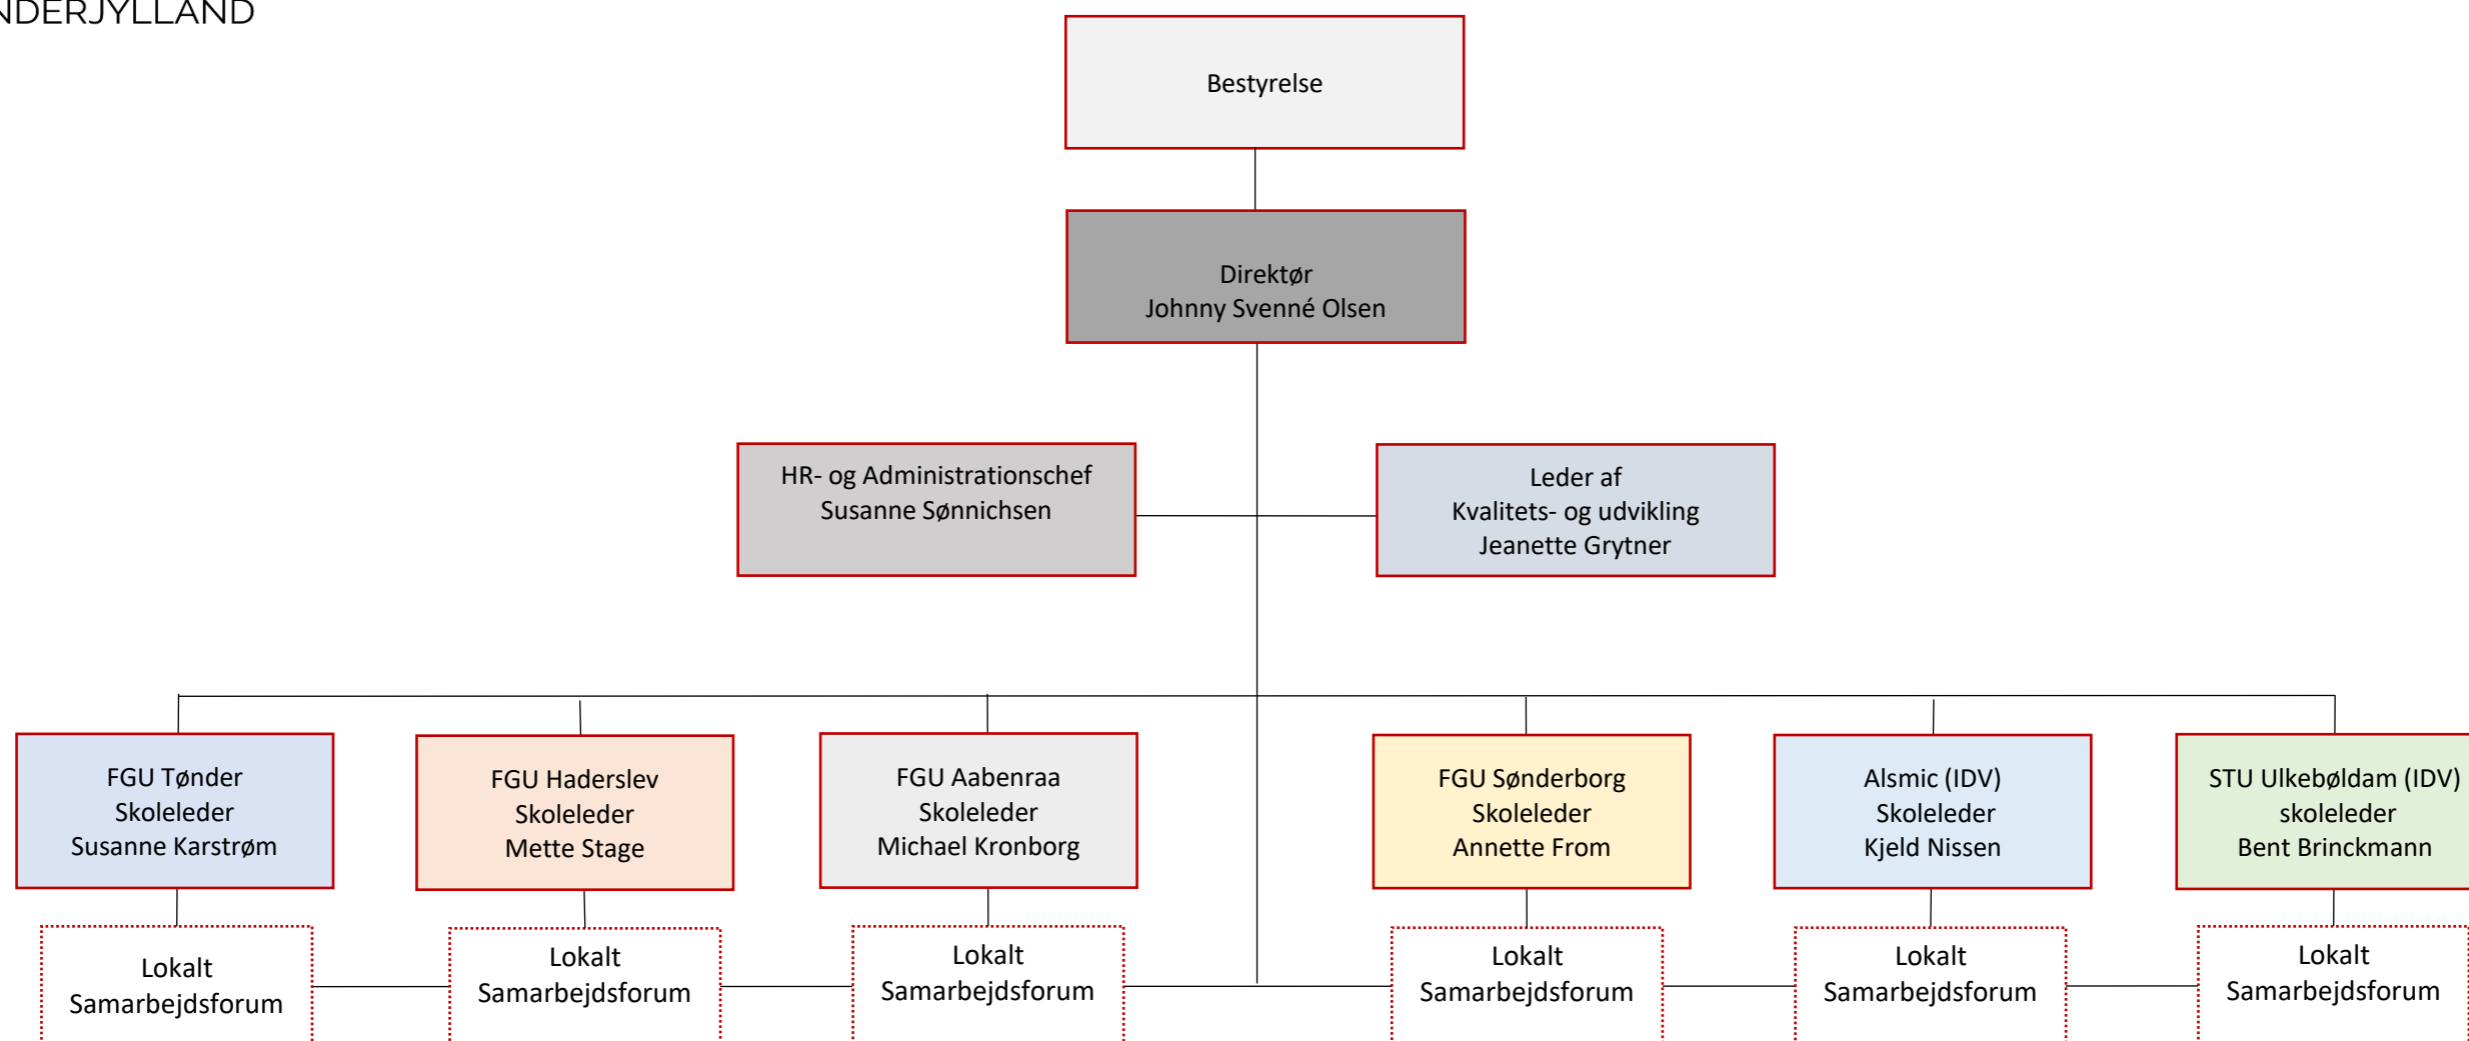 NDERJYLLAND
Bestyrelse
Direktør
Johnny Svenné Olsen
HR- og Administrationschef
Susanne Sønnichsen
Leder af
Kvalitets- og udvikling
Jeanette Grytner
FGU Tønder
Skoleleder
Susanne Karstrøm
FGU Haderslev
Skoleleder
Mette Stage
FGU Aabenraa
Skoleleder
Michael Kronborg
FGU Sønderborg
Skoleleder
Annette From
Alsmic (IDV)
Skoleleder
Kjeld Nissen
STU Ulkebøldam (IDV)
skoleleder
Bent Brinckmann
Lokalt
Samarbejdsforum
Lokalt
Samarbejdsforum
Lokalt
Samarbejdsforum
Lokalt
Samarbejdsforum
Lokalt
Samarbejdsforum
Lokalt
Samarbejdsforum